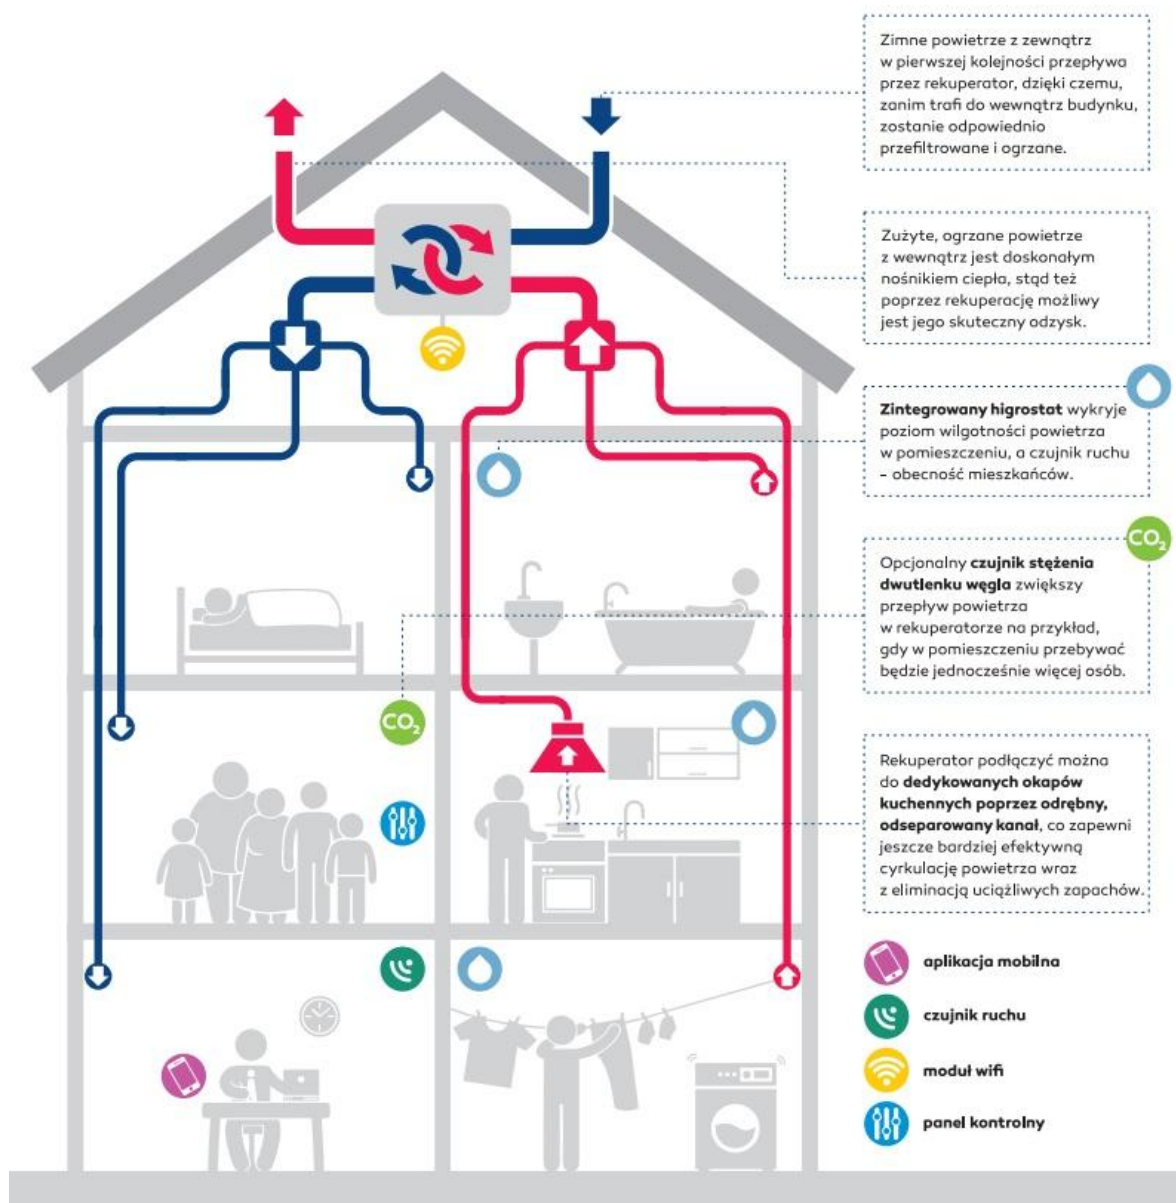 Zimne powietrze z zewnątrz
w pierwszej kolejności przepływa
przez rekuperator, dzięki czemu,
zanim trafi do wewnątrz budynku,
zostanie odpowiednio
przefiltrowane i ogrzane.
Zużyte, ogrzane powietrze
z wewnątrz jest doskonałym
nośnikiem ciepła, stąd też
poprzez rekuperację możliwy
jest jego skuteczny odzysk.
Zintegrowany higrostat wykryje
poziom wilgotności powietrza
w pomieszczeniu, a czujnik ruchu
– obecność mieszkańców.
CO₂
Opcjonalny czujnik stężenia
dwutlenku węgla zwiększy
przepływ powietrza
w rekuperatorze na przykład,
gdy w pomieszczeniu przebywać
będzie jednocześnie więcej osób.
CO₂
Rekuperator podłączyć można
do dedykowanych okapów
kuchennych poprzez odrębny,
odseparowany kanał, co zapewni
jeszcze bardziej efektywną
cyrkulację powietrza wraz
z eliminacją uciążliwych zapachów.
aplikacja mobilna
czujnik ruchu
moduł wifi
panel kontrolny